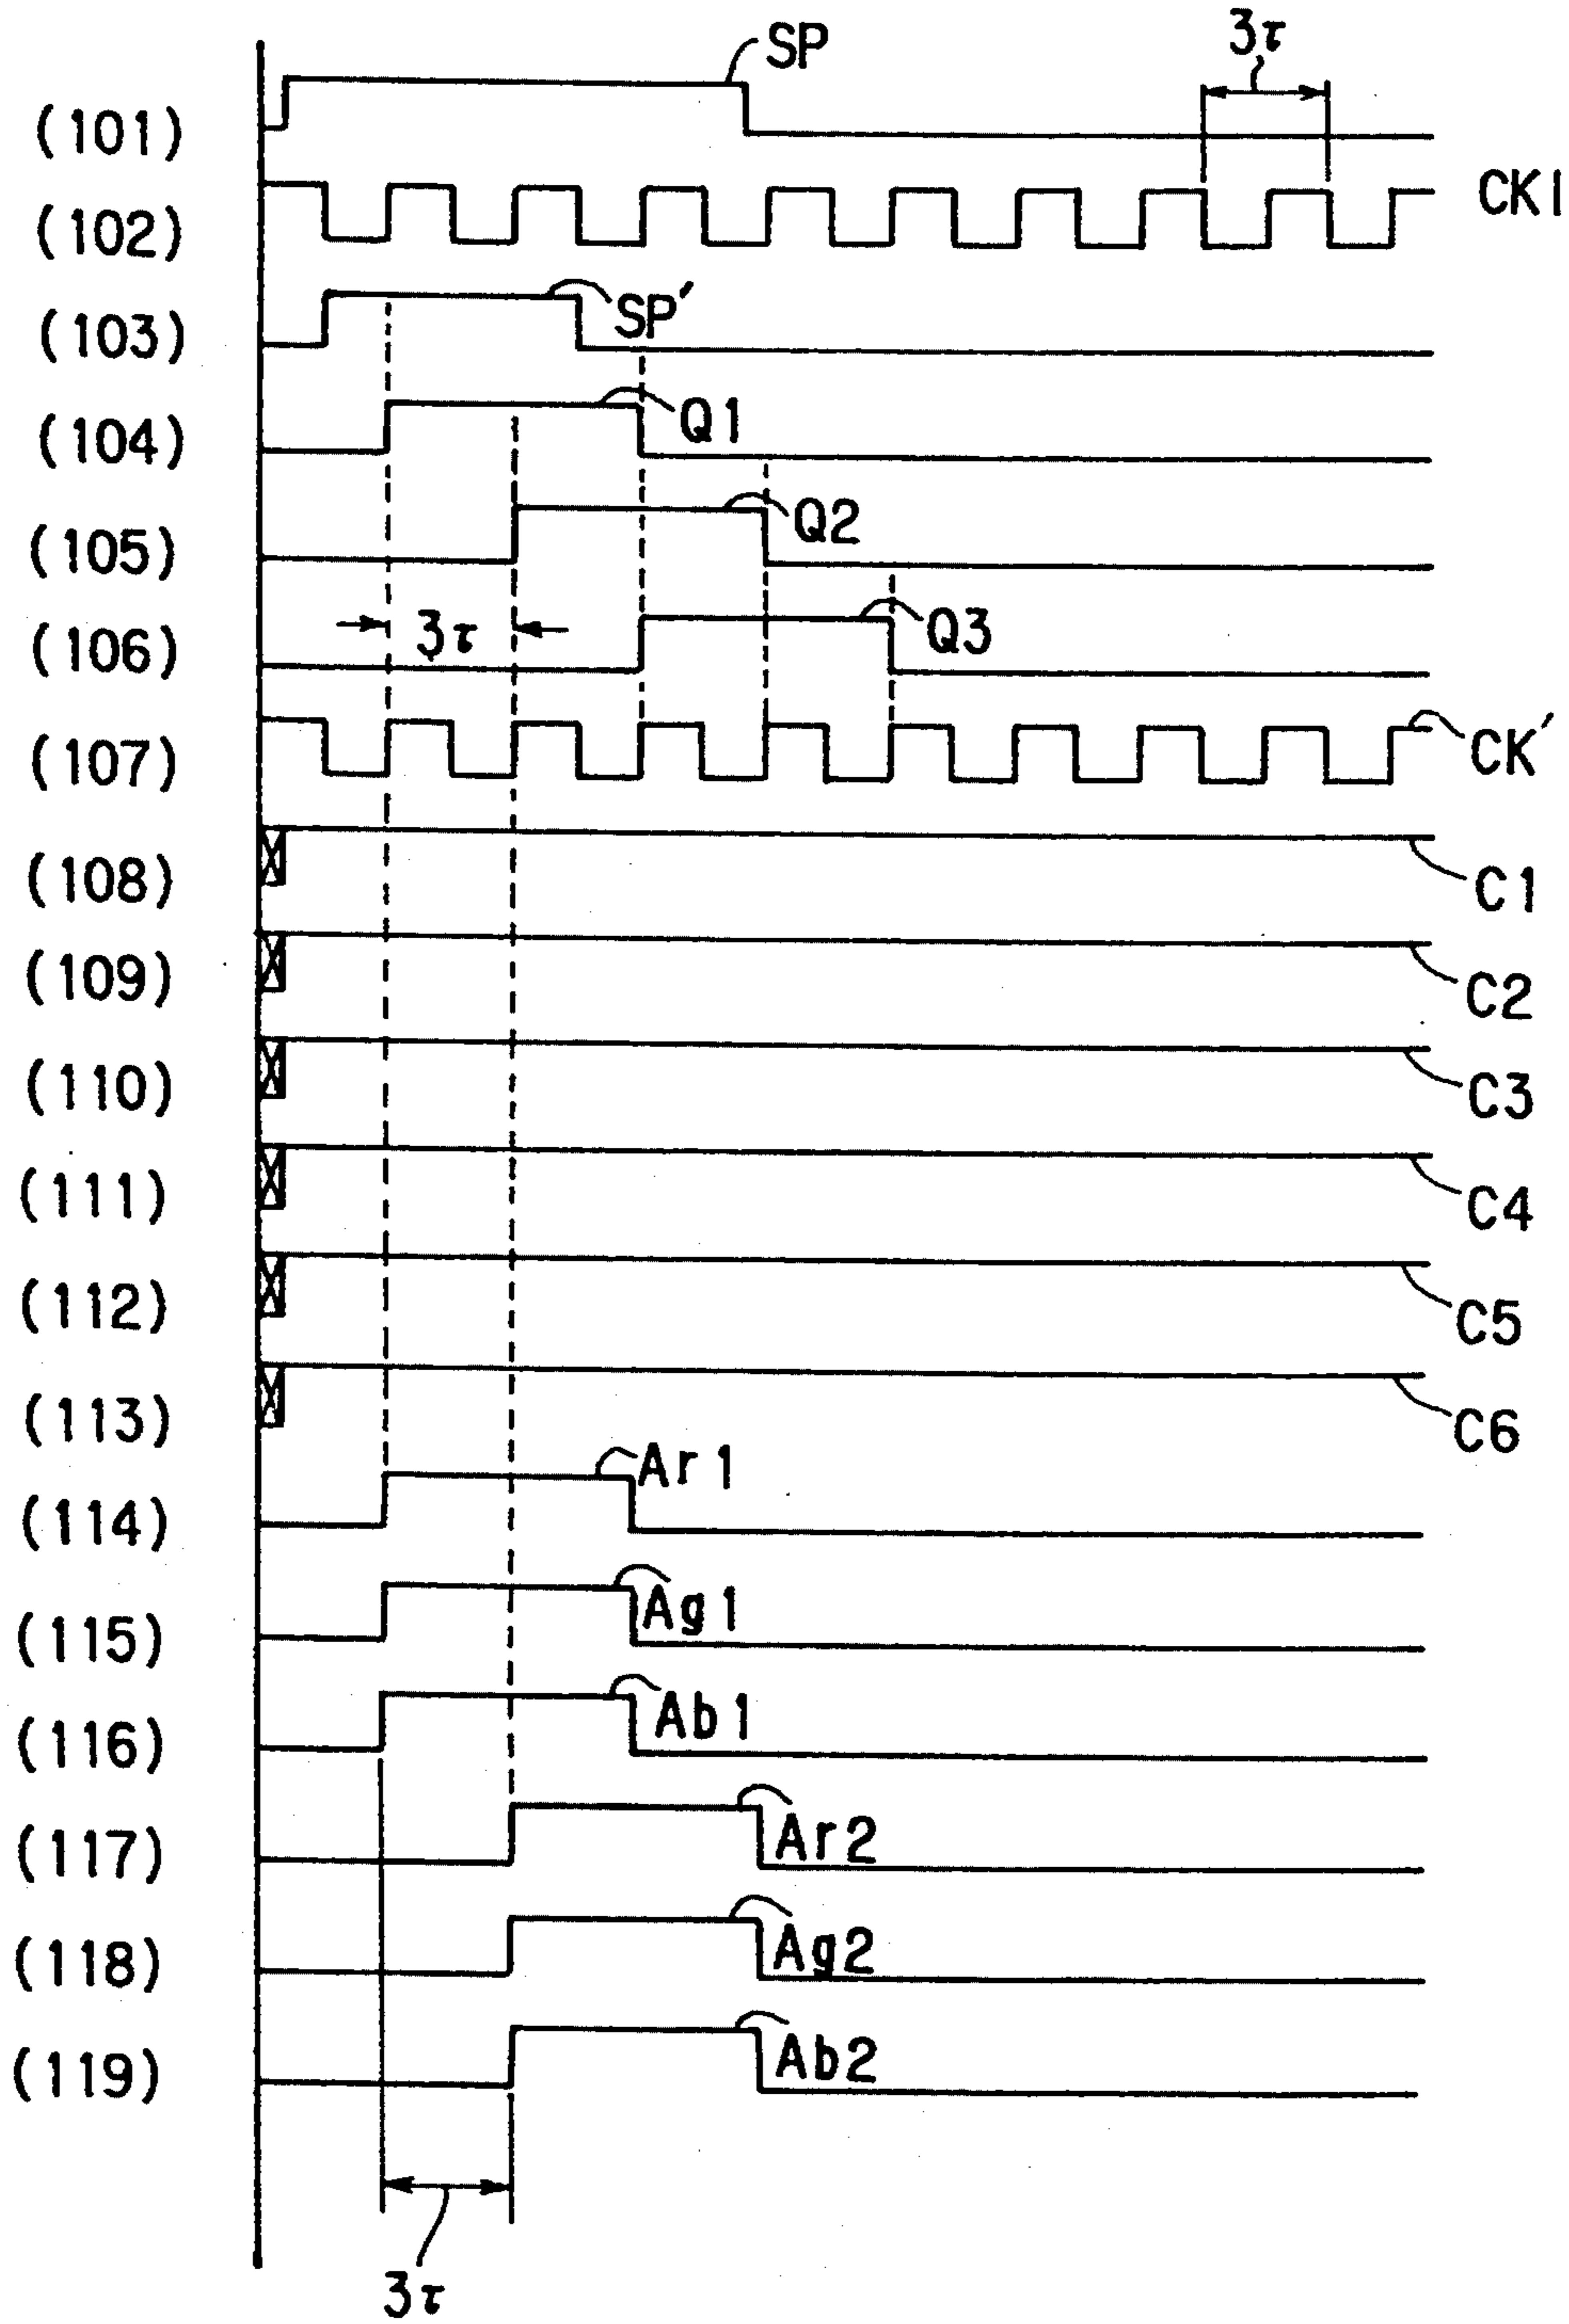 SP
3τ
(101)
CK1
(102)
SP'
(103)
Q1
(104)
Q2
(105)
3τ
Q3
(106)
CK'
(107)
(108)
C1
(109)
C2
(110)
C3
(111)
C4
(112)
C5
(113)
C6
Ar1
(114)
Ag1
(115)
Ab1
(116)
Ar2
(117)
Ag2
(118)
Ab2
(119)
3τ